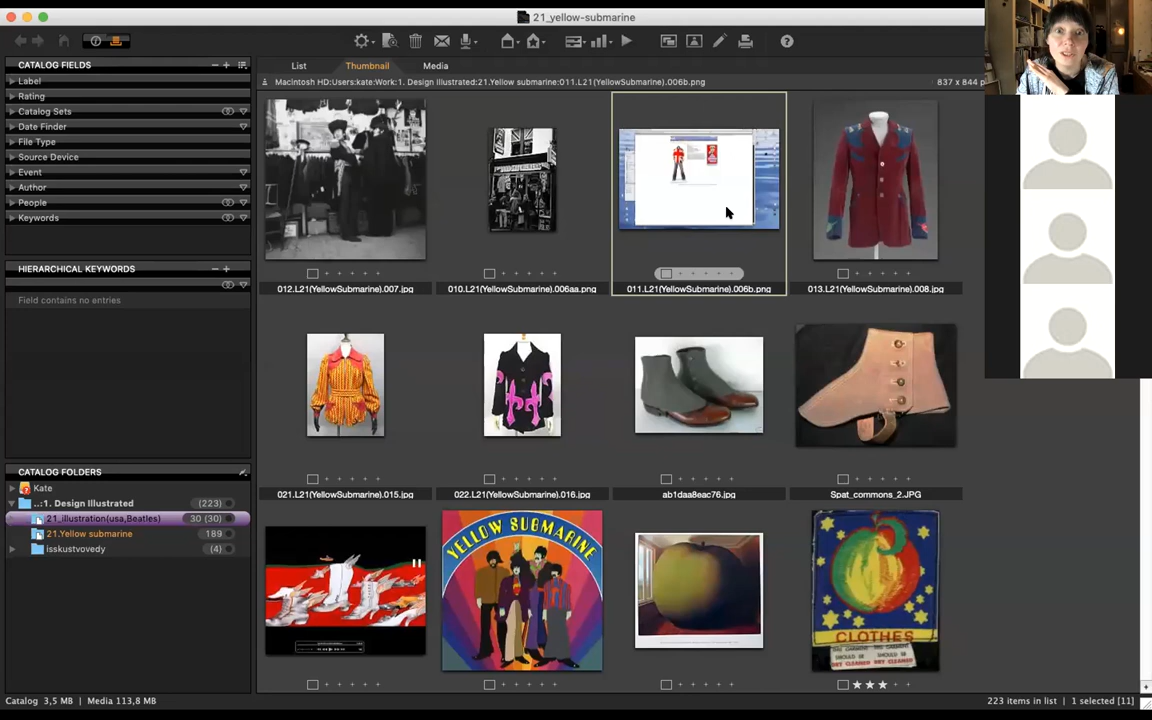 21_yellow-submarine
CATALOG FIELDS
List
Thumbnail
Media
Macintosh HD:Users:kate:Work:1. Design Illustrated:21.Yellow submarine:011.L21(YellowSubmarine).006b.png
837 x 844 p
Label
Rating
Catalog Sets
Date Finder
File Type
Source Device
Event
Author
People
Keywords
HIERARCHICAL KEYWORDS
Field contains no entries
012.L21(YellowSubmarine).007.jpg
010.L21(YellowSubmarine).006aa.png
011.L21(YellowSubmarine).006b.png
013.L21(YellowSubmarine).008.jpg
021.L21(YellowSubmarine).015.jpg
022.L21(YellowSubmarine).016.jpg
ab1daa8eac76.jpg
Spat_commons_2.JPG
CATALOG FOLDERS
Kate
..:1. Design Illustrated (223)
21_illustration(usa,Beatles) 30 (30)
21.Yellow submarine 189
isskustvovedy (4)
YELLOW SUBMARINE
CLOTHES
THIS GARMENT SHOULD BE DRY CLEANED
Catalog 3,5 MB | Media 113,8 MB
223 items in list | 1 selected [11]